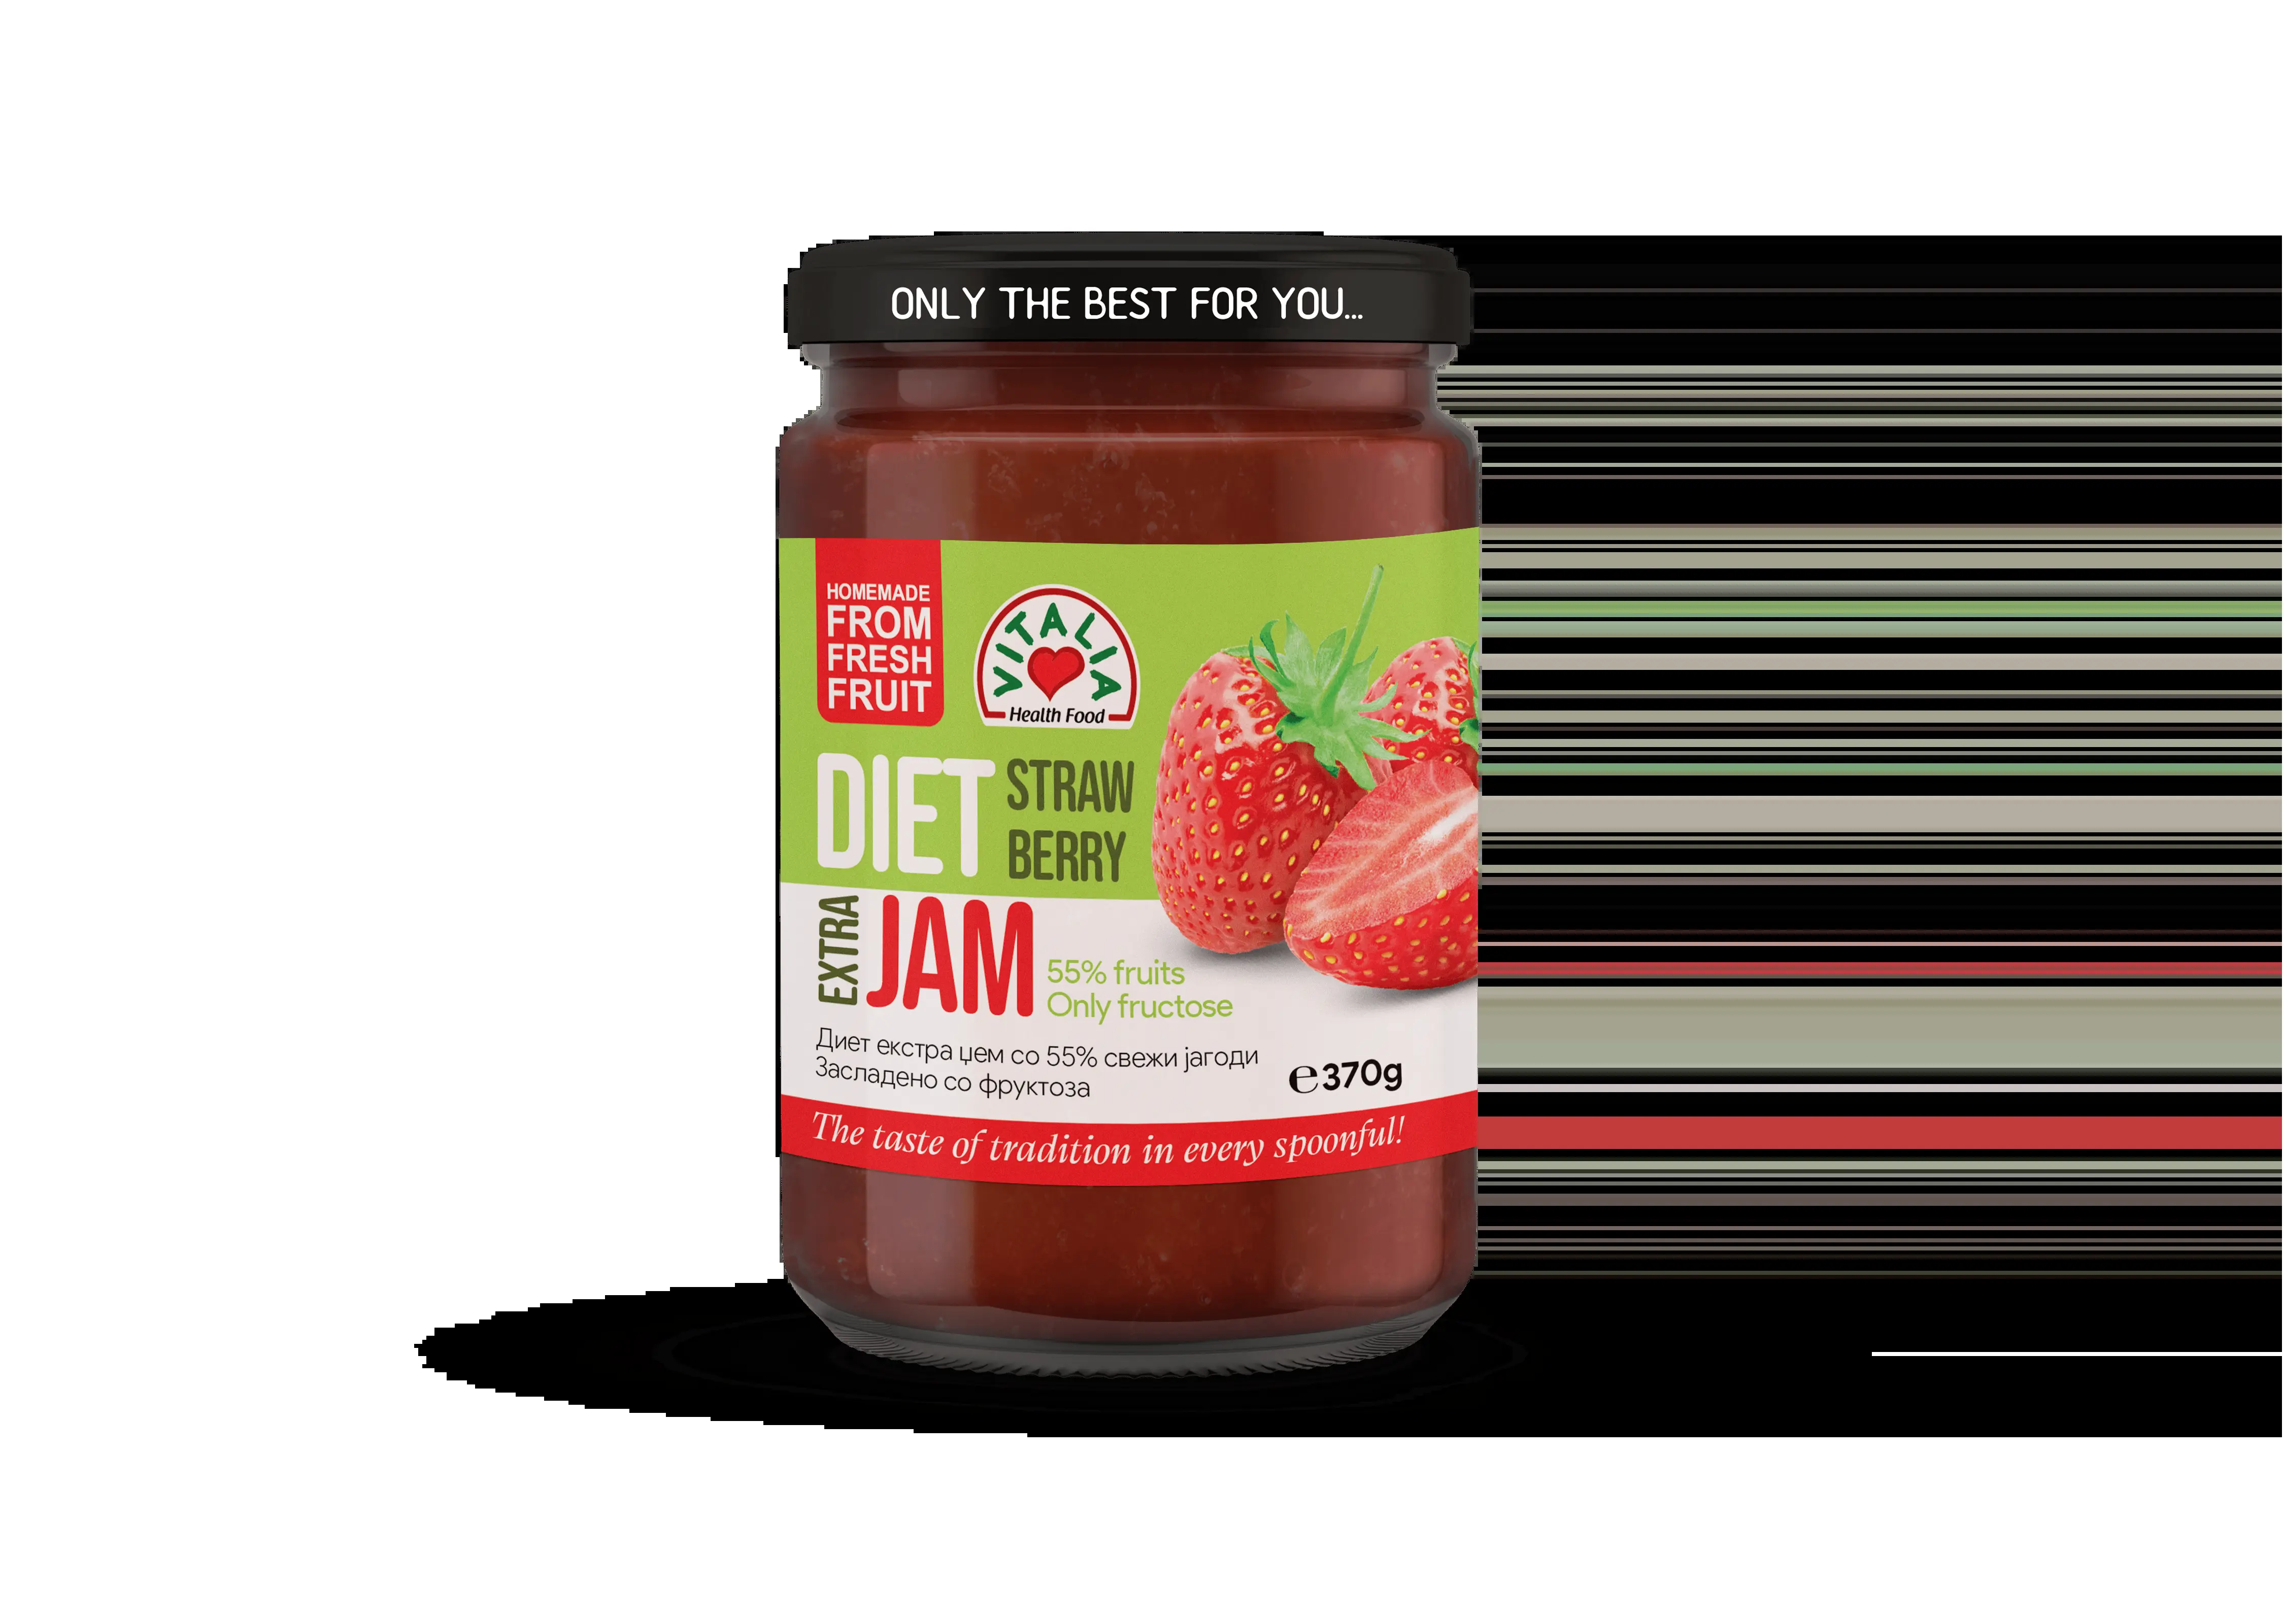 ONLY THE BEST FOR YOU...
HOMEMADE
FROM
FRESH
FRUIT
VITALIA
Health Food
DIET
STRAW
BERRY
EXTRA
JAM
55% fruits
Only fructose
Диет екстра џем со 55% свежи јагоди
Засладено со фруктоза
℮370g
The taste of tradition in every spoonful!